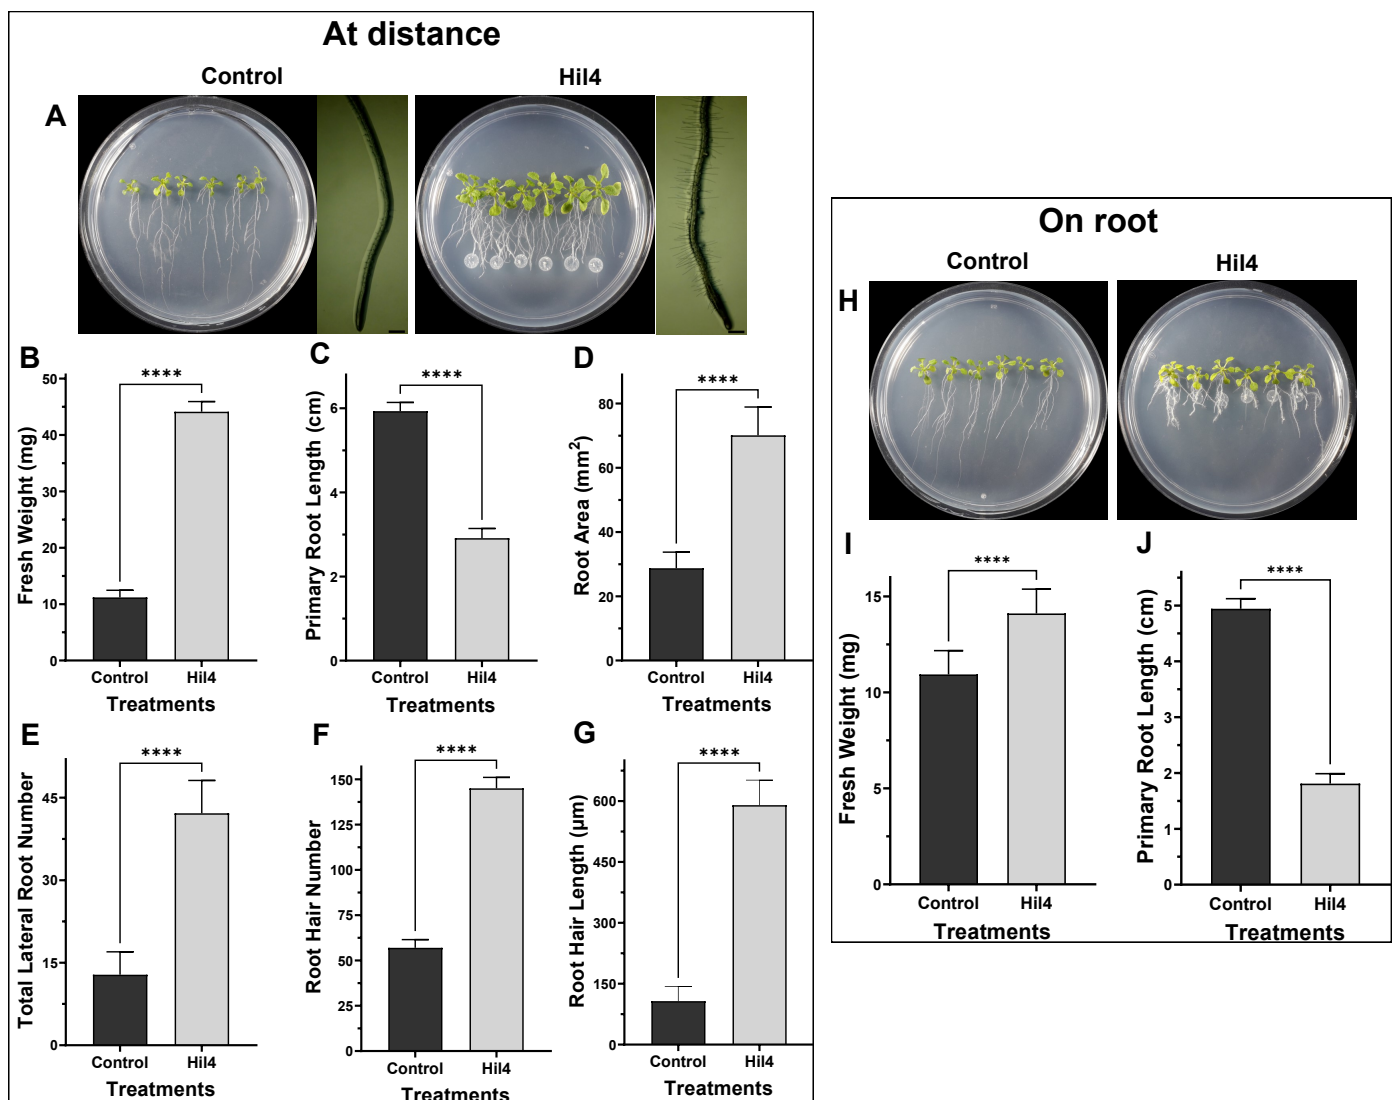 At distance
Control
Hil4
A
B
Fresh Weight (mg)
50
40
30
20
10
0
****
Control
Hil4
Treatments
C
Primary Root Length (cm)
6
4
2
0
****
Control
Hil4
Treatments
D
Root Area (mm²)
80
60
40
20
0
****
Control
Hil4
Treatments
E
Total Lateral Root Number
45
30
15
0
****
Control
Hil4
Treatments
F
Root Hair Number
150
125
100
75
50
25
0
****
Control
Hil4
Treatments
G
Root Hair Length (µm)
600
450
300
150
0
****
Control
Hil4
Treatments
On root
Control
Hil4
H
I
Fresh Weight (mg)
15
10
5
0
****
Control
Hil4
Treatments
J
Primary Root Length (cm)
5
5
2
2
1
0
****
Control
Hil4
Treatments